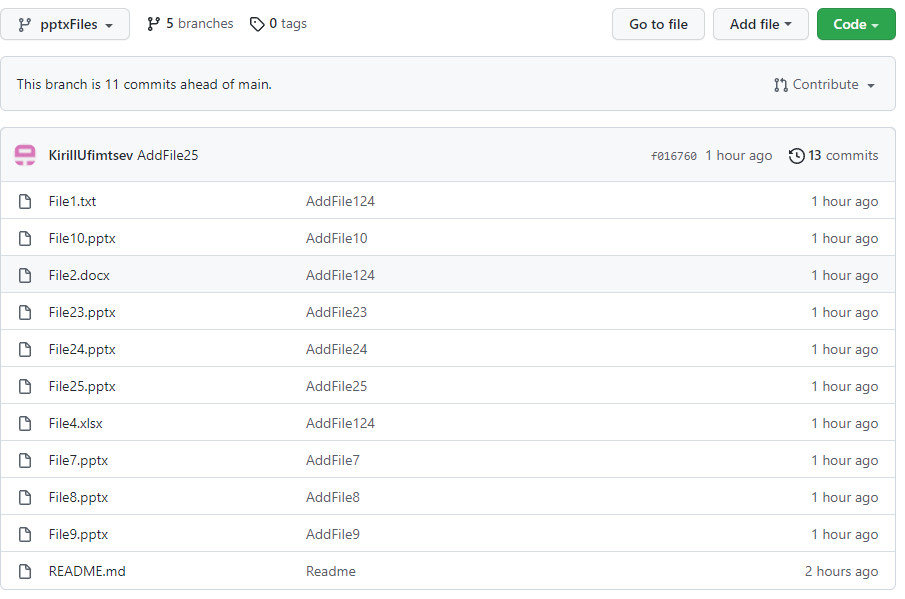 pptxFiles 5 branches 0 tags Go to file Add file Code
This branch is 11 commits ahead of main. Contribute
KirillUfimtsev AddFile25 f016760 1 hour ago 13 commits
File1.txt AddFile124 1 hour ago
File10.pptx AddFile10 1 hour ago
File2.docx AddFile124 1 hour ago
File23.pptx AddFile23 1 hour ago
File24.pptx AddFile24 1 hour ago
File25.pptx AddFile25 1 hour ago
File4.xlsx AddFile124 1 hour ago
File7.pptx AddFile7 1 hour ago
File8.pptx AddFile8 1 hour ago
File9.pptx AddFile9 1 hour ago
README.md Readme 2 hours ago